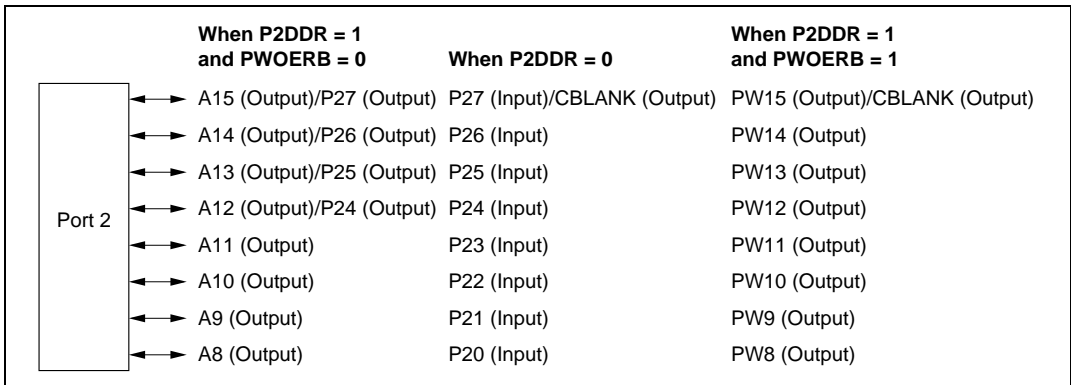 When P2DDR = 1 and PWOERB = 0 When P2DDR = 0 When P2DDR = 1 and PWOERB = 1
Port 2
A15 (Output)/P27 (Output) P27 (Input)/CBLANK (Output) PW15 (Output)/CBLANK (Output)
A14 (Output)/P26 (Output) P26 (Input) PW14 (Output)
A13 (Output)/P25 (Output) P25 (Input) PW13 (Output)
A12 (Output)/P24 (Output) P24 (Input) PW12 (Output)
A11 (Output) P23 (Input) PW11 (Output)
A10 (Output) P22 (Input) PW10 (Output)
A9 (Output) P21 (Input) PW9 (Output)
A8 (Output) P20 (Input) PW8 (Output)